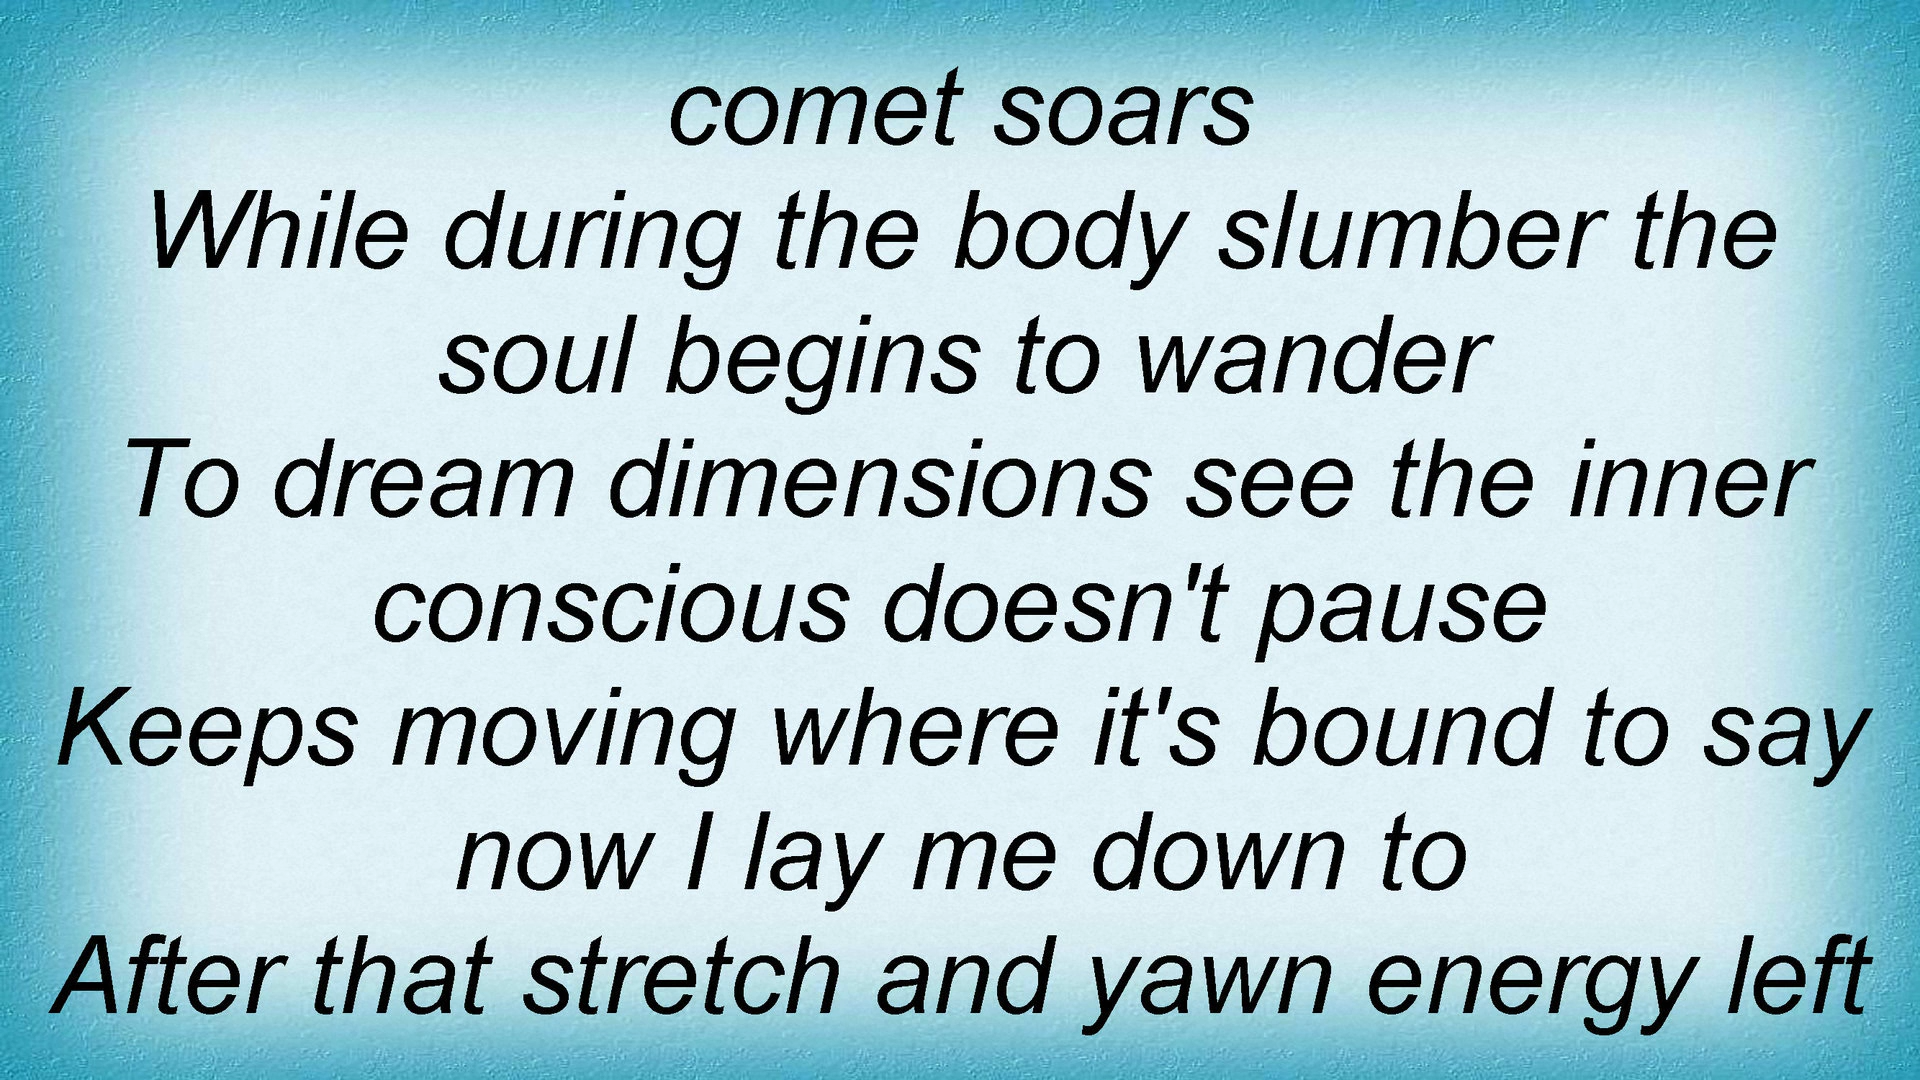 comet soars
While during the body slumber the
soul begins to wander
To dream dimensions see the inner
conscious doesn't pause
Keeps moving where it's bound to say
now I lay me down to
After that stretch and yawn energy left